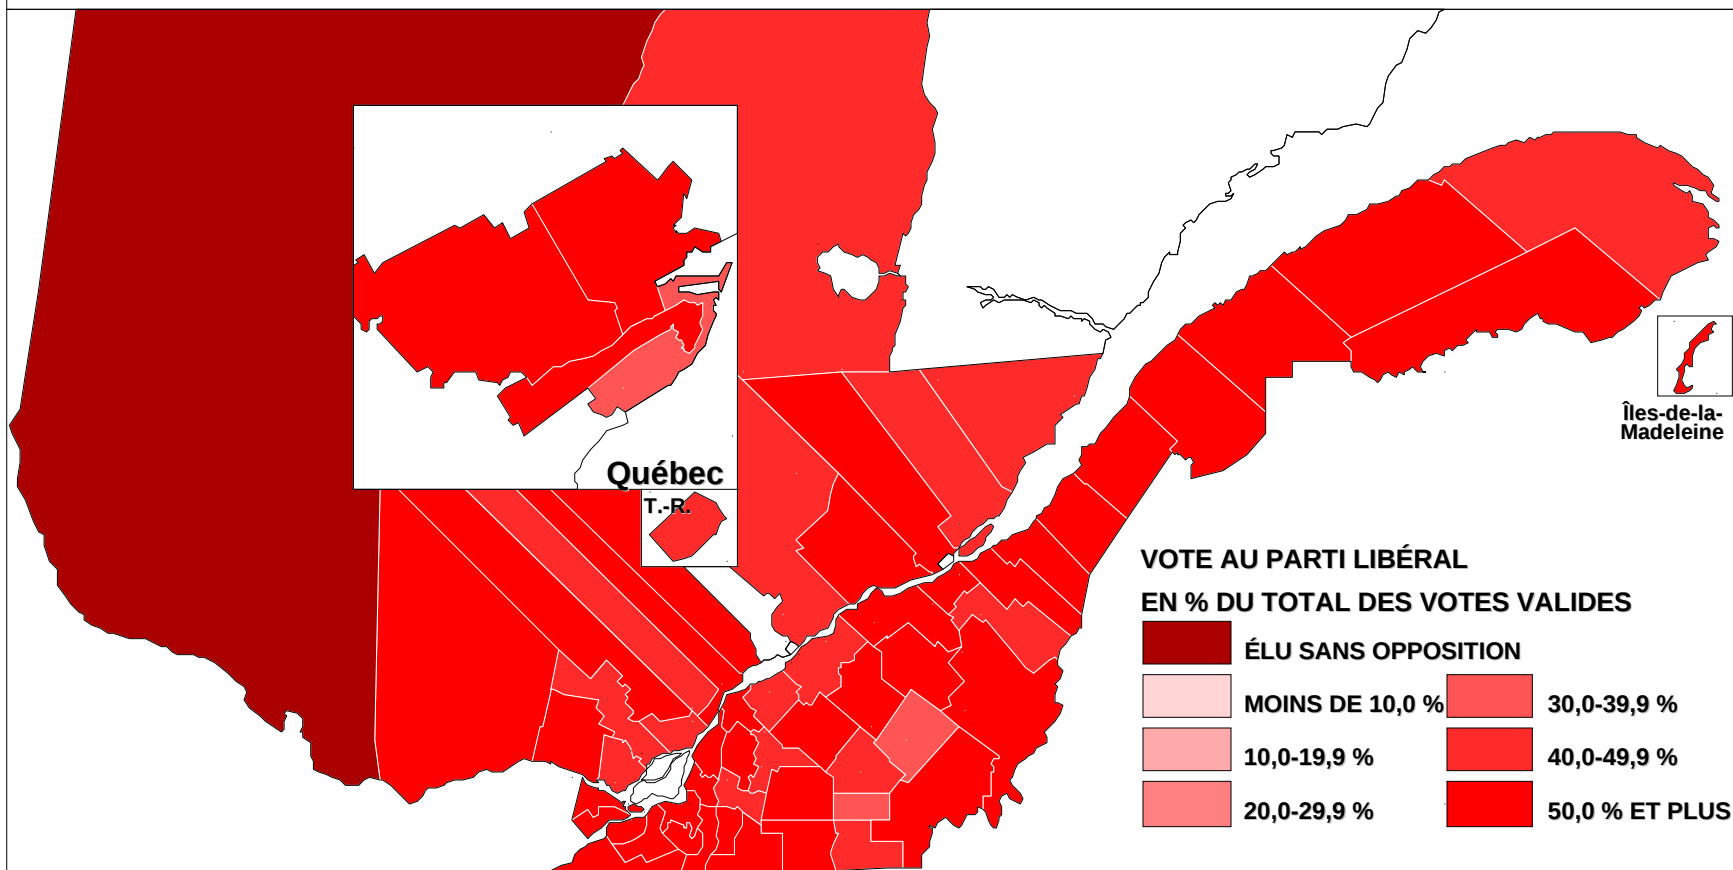 Québec
T.-R.
Îles-de-la-
Madeleine
VOTE AU PARTI LIBÉRAL
EN % DU TOTAL DES VOTES VALIDES
ÉLU SANS OPPOSITION
MOINS DE 10,0 %
30,0-39,9 %
10,0-19,9 %
40,0-49,9 %
20,0-29,9 %
50,0 % ET PLUS